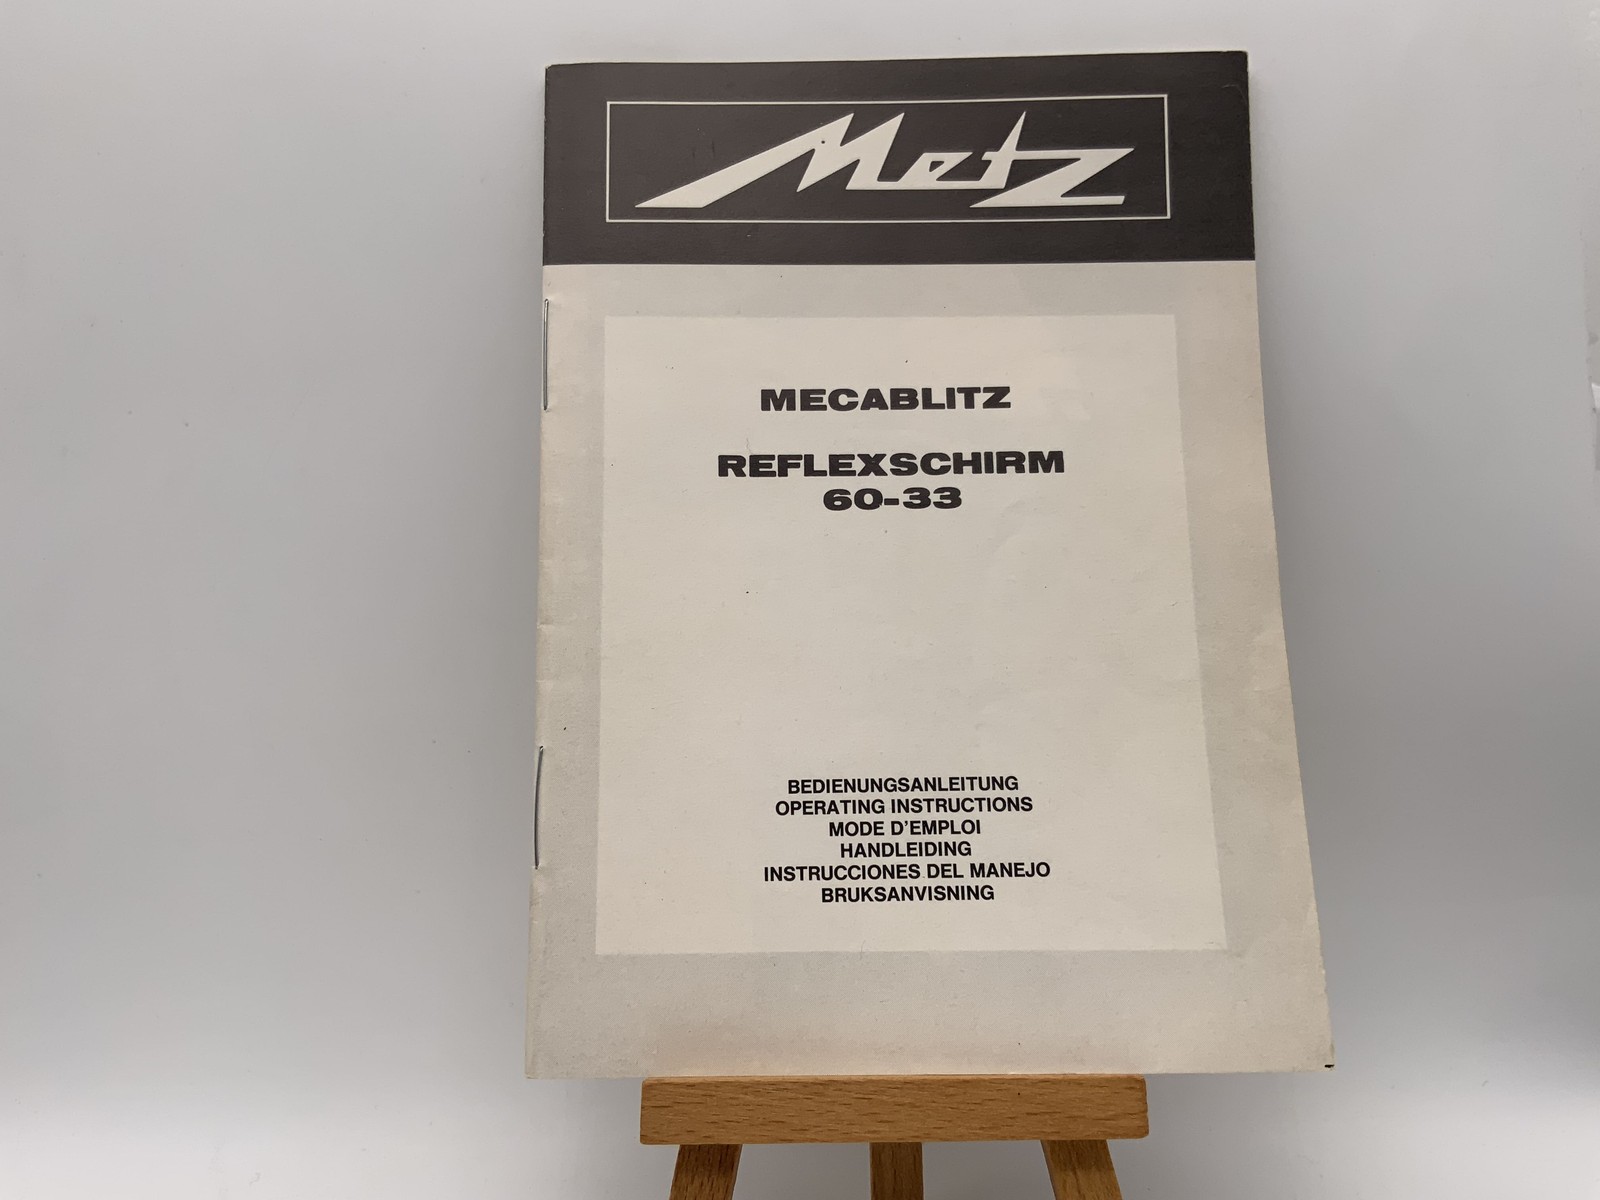 Metz
MECABLITZ
REFLEXSCHIRM
60-33
BEDIENUNGSANLEITUNG
OPERATING INSTRUCTIONS
MODE D'EMPLOI
HANDLEIDING
INSTRUCCIONES DEL MANEJO
BRUKSANVISNING